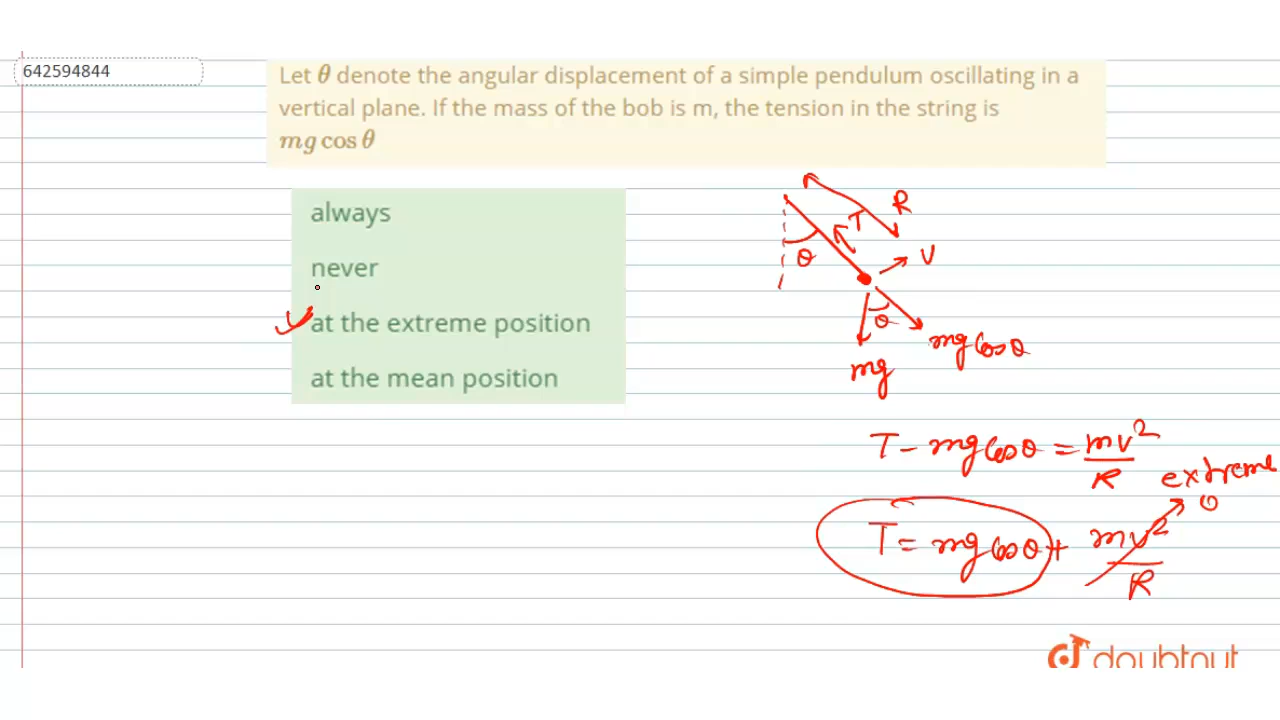 642594844
Let θ denote the angular displacement of a simple pendulum oscillating in a
vertical plane. If the mass of the bob is m, the tension in the string is
mg cos θ
always
never
at the extreme position
at the mean position
R
T
θ
V
θ
mg cos θ
mg
T - mg cos θ = mv²/R
extreme
0
T = mg cos θ + mv²/R
doubtnut